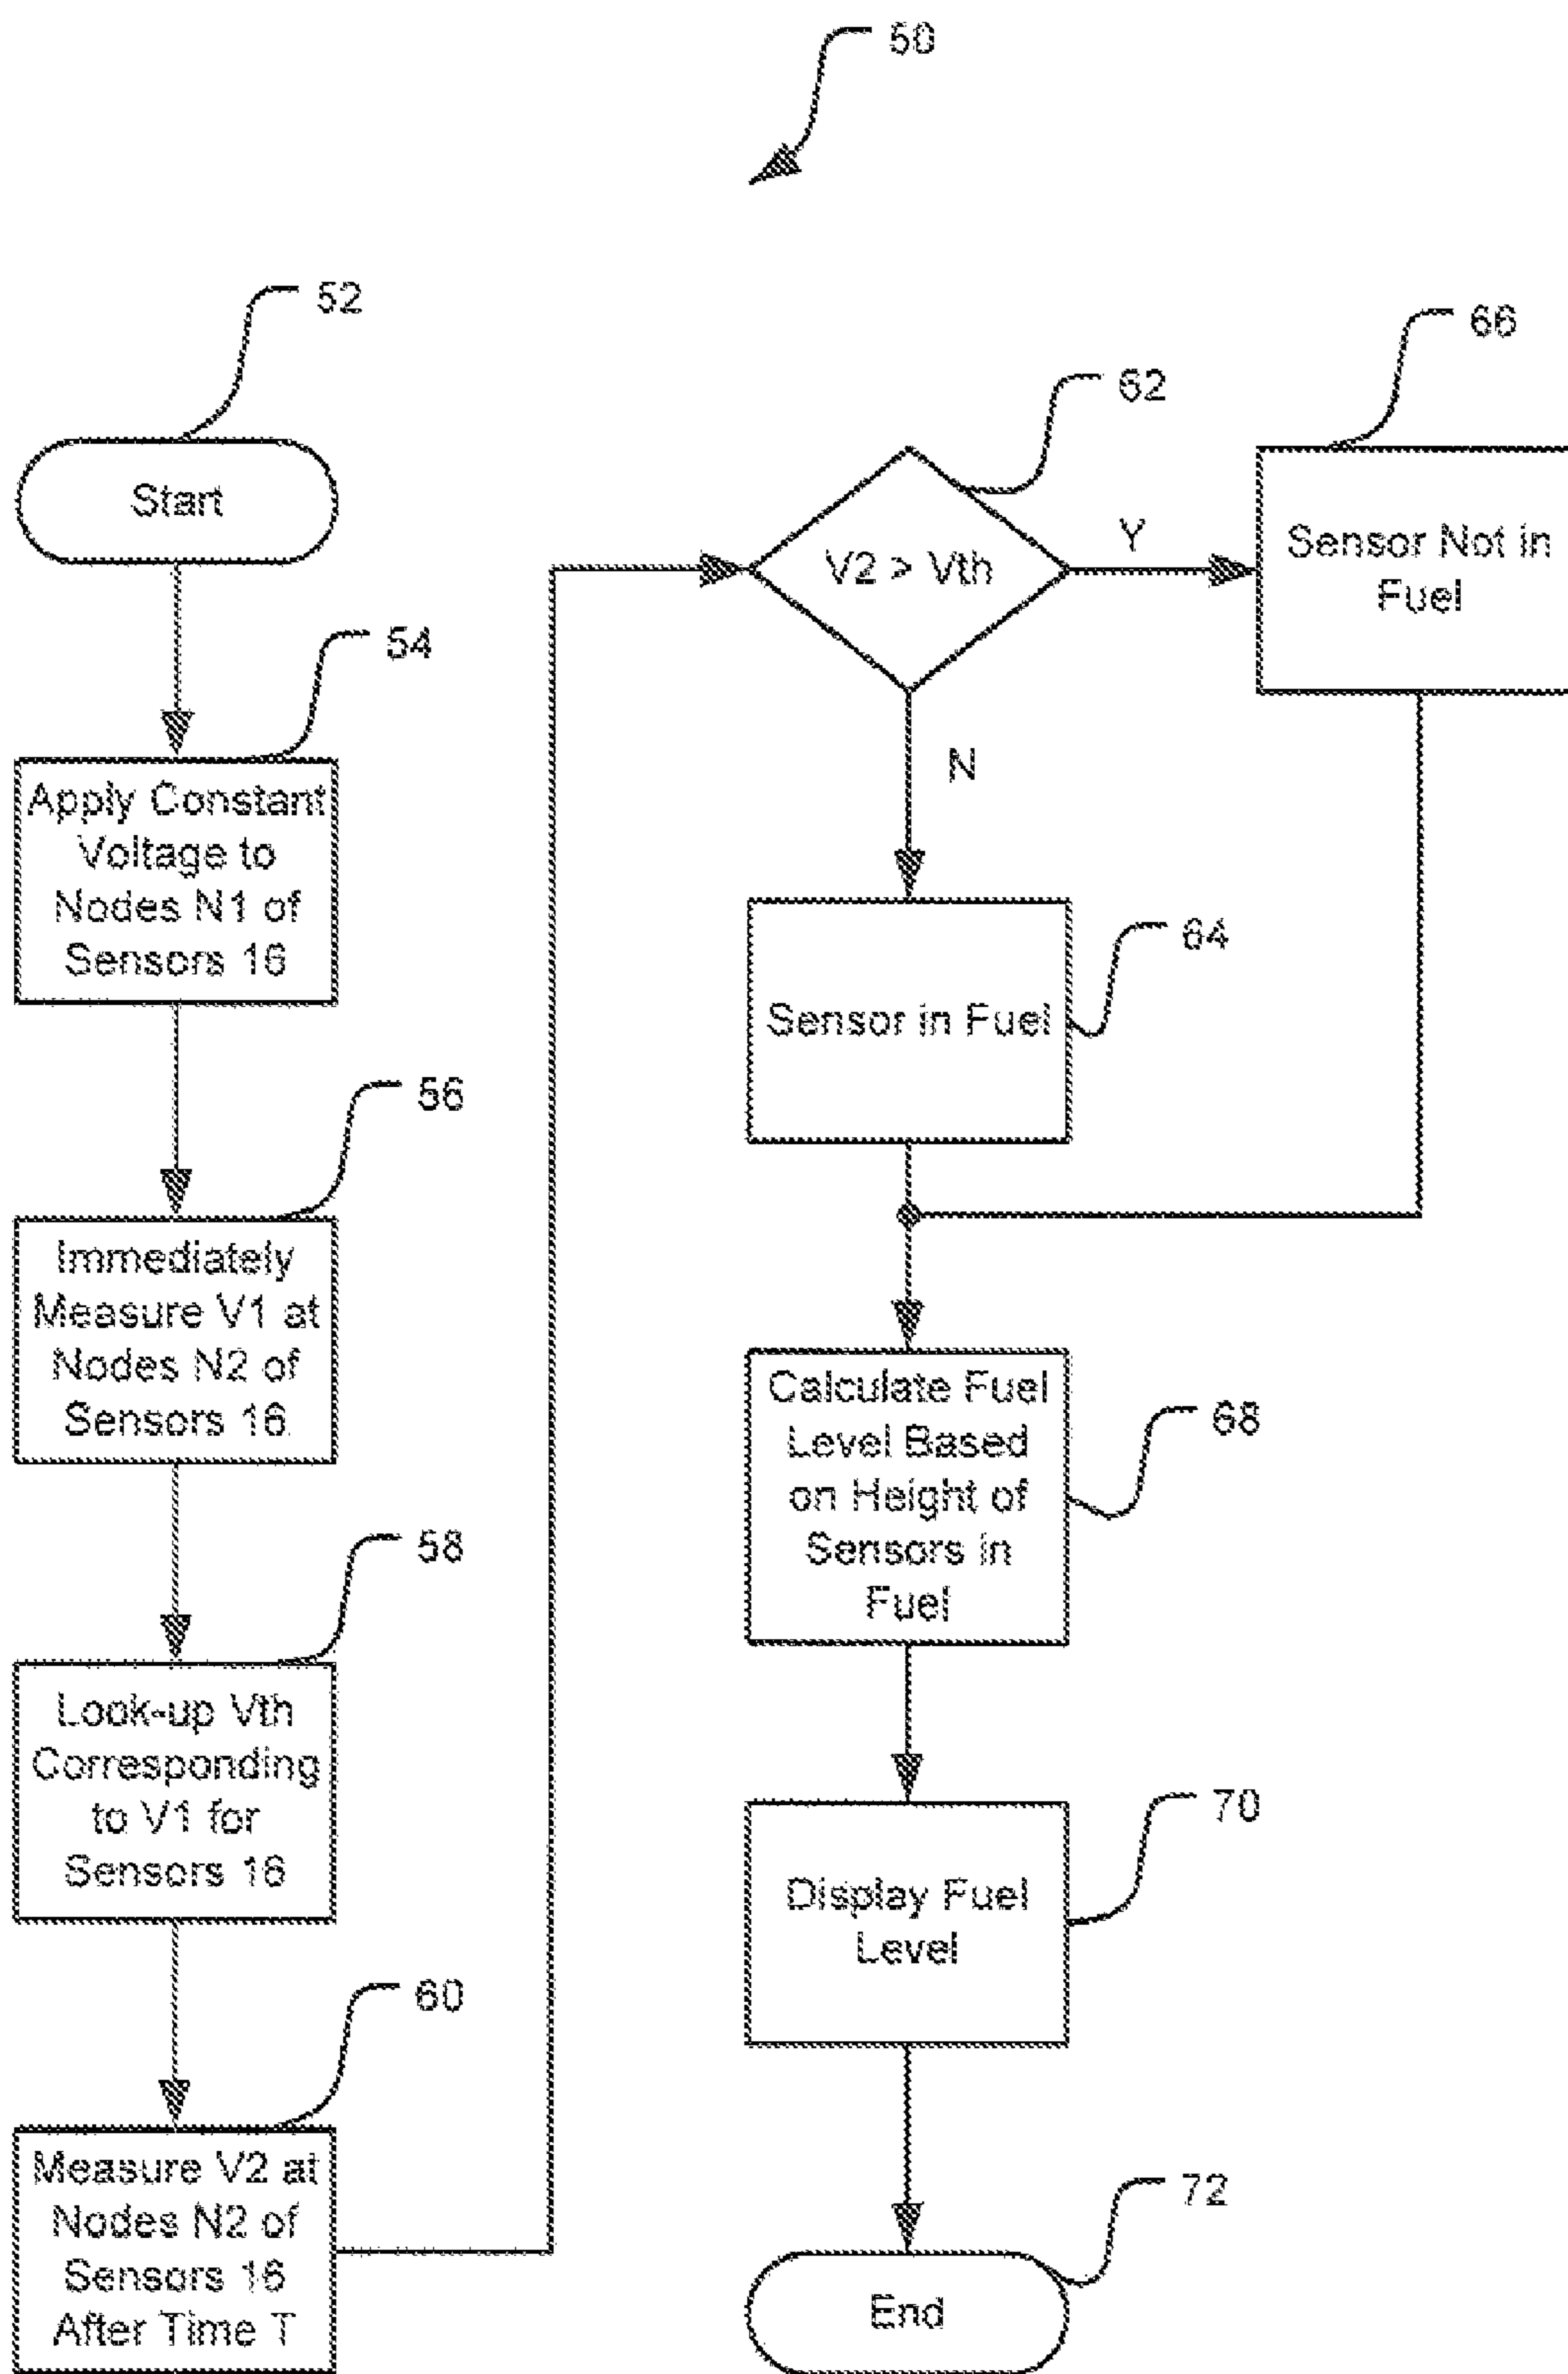 50
52
Start
54
Apply Constant
Voltage to
Nodes N1 of
Sensors 16
56
Immediately
Measure V1 at
Nodes N2 of
Sensors 16
58
Look-up Vth
Corresponding
to V1 for
Sensors 16
60
Measure V2 at
Nodes N2 of
Sensors 16
After Time T
62
V2 > Vth
Y
N
66
Sensor Not in
Fuel
64
Sensor in Fuel
68
Calculate Fuel
Level Based
on Height of
Sensors in
Fuel
70
Display Fuel
Level
72
End